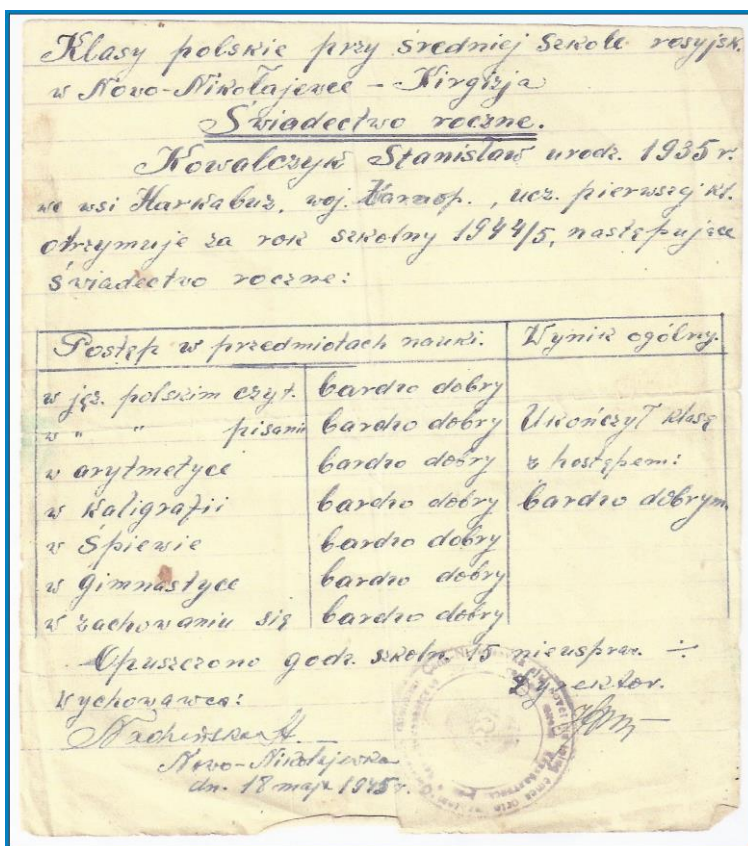 Klasy polskie przy średniej szkole rosyjsk.
w Nowo-Nikołajewce – Kirgizja
Świadectwo roczne.
Kowalczyk Stanisław urodz. 1935 r.
we wsi Harkabuz, woj. Tarnop., ucz. pierwszej kl.
otrzymuje za rok szkolny 1944/5, następujące
świadectwo roczne:
Postęp w przedmiotach nauki. Wynik ogólny.
w jęz. polskim czyt. bardzo dobry
w " " pisaniu bardzo dobry Ukończył klasę
w arytmetyce bardzo dobry z postępem:
w kaligrafii bardzo dobry bardzo dobrym.
w Śpiewie bardzo dobry
w gimnastyce bardzo dobry
w zachowaniu się bardzo dobry
Opuszczono godz. szkoln. 15 nieuspraw. ÷
Wychowawca: Dyrektor.
Nowo-Nikołajewka
dn. 18 maja 1945 r.